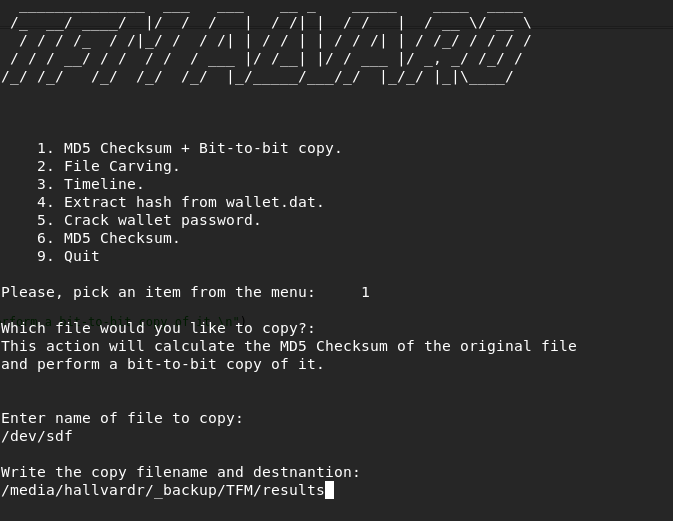 1. MD5 Checksum + Bit-to-bit copy.
2. File Carving.
3. Timeline.
4. Extract hash from wallet.dat.
5. Crack wallet password.
6. MD5 Checksum.
9. Quit
Please, pick an item from the menu: 1
Which file would you like to copy?:
This action will calculate the MD5 Checksum of the original file
and perform a bit-to-bit copy of it.
Enter name of file to copy:
/dev/sdf
Write the copy filename and destnantion:
/media/hallvardr/_backup/TFM/results